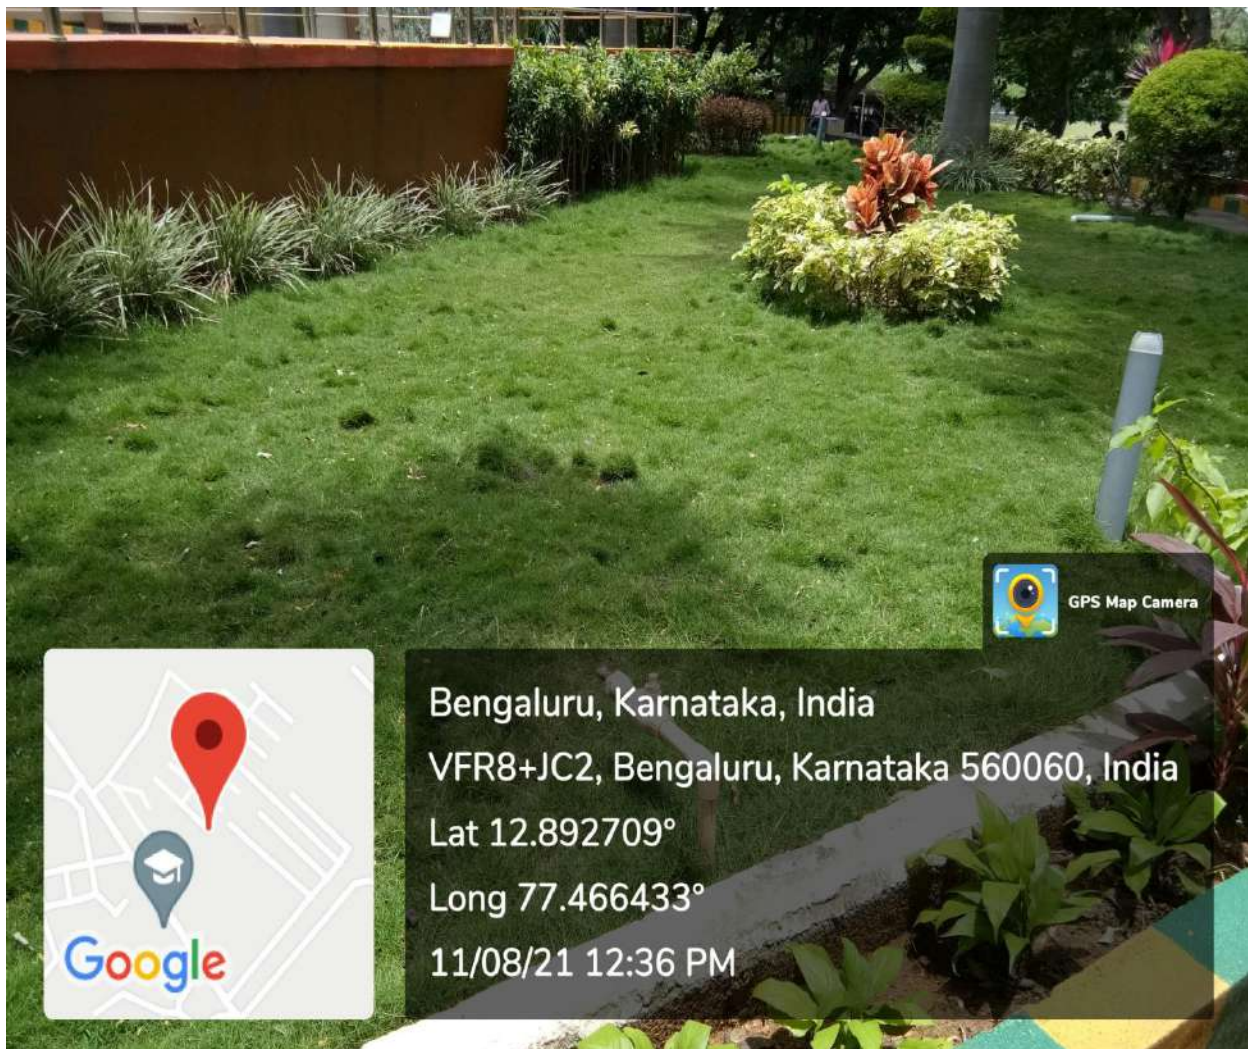 GPS Map Camera
Bengaluru, Karnataka, India
VFR8+JC2, Bengaluru, Karnataka 560060, India
Lat 12.892709°
Long 77.466433°
11/08/21 12:36 PM
Google